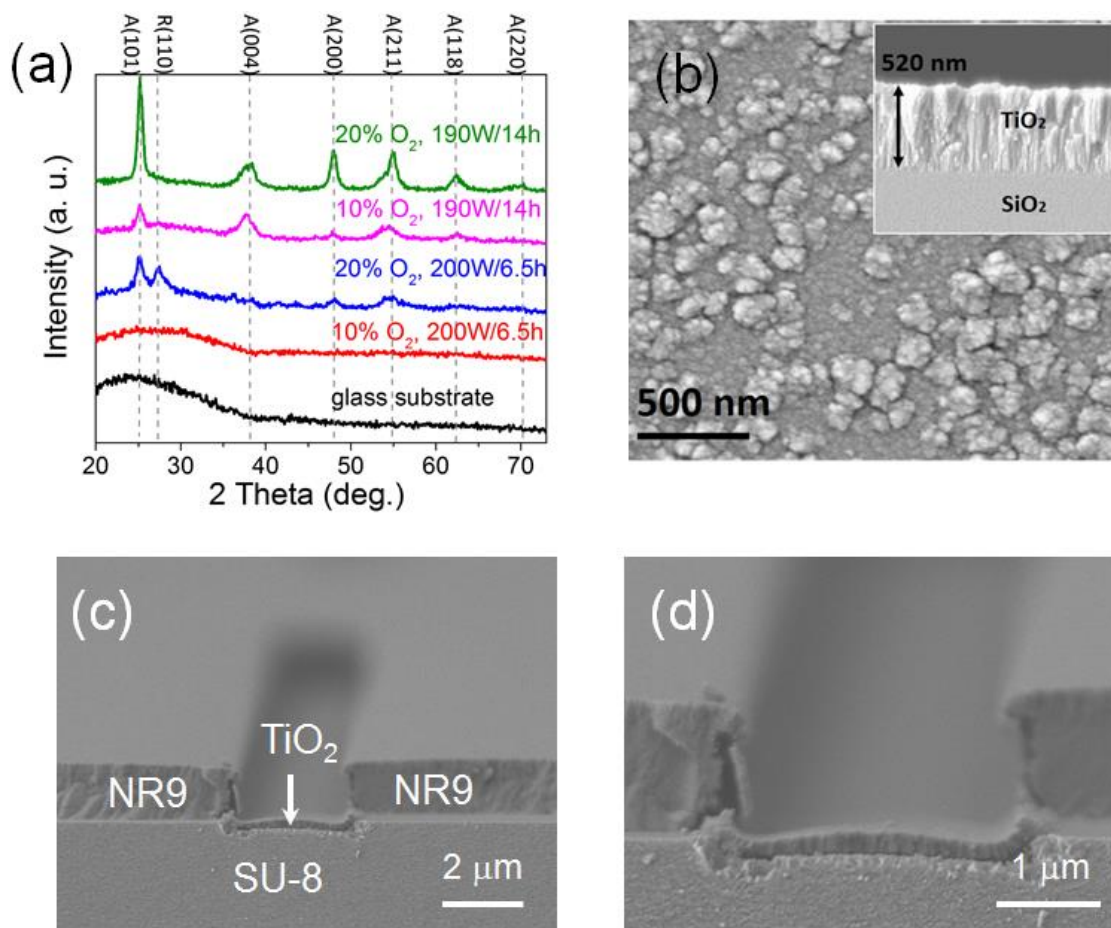 (a)
A(101)
R(110)
A(004)
A(200)
A(211)
A(118)
A(220)
20% O₂, 190W/14h
10% O₂, 190W/14h
20% O₂, 200W/6.5h
10% O₂, 200W/6.5h
glass substrate
Intensity (a. u.)
20 30 40 50 60 70
2 Theta (deg.)
(b)
520 nm
TiO₂
SiO₂
500 nm
(c)
TiO₂
NR9 NR9
SU-8
2 μm
(d)
1 μm